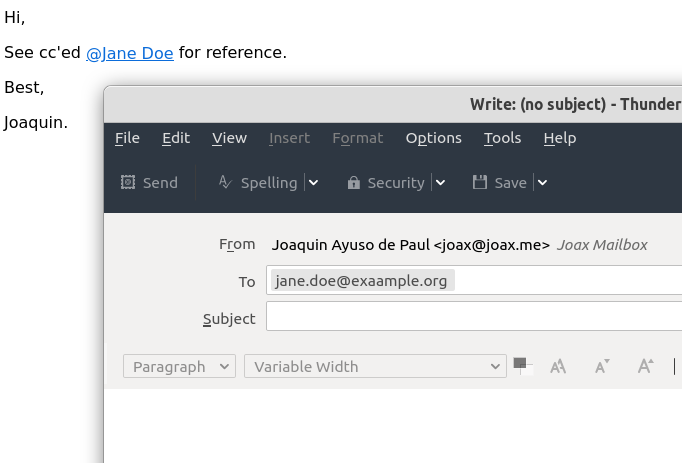 Hi,
See cc'ed @Jane Doe for reference.
Best,
Joaquin.
Write: (no subject) - Thunder
File Edit View Insert Format Options Tools Help
Send Spelling Security Save
From Joaquin Ayuso de Paul <joax@joax.me> Joax Mailbox
To jane.doe@exaample.org
Subject
Paragraph Variable Width